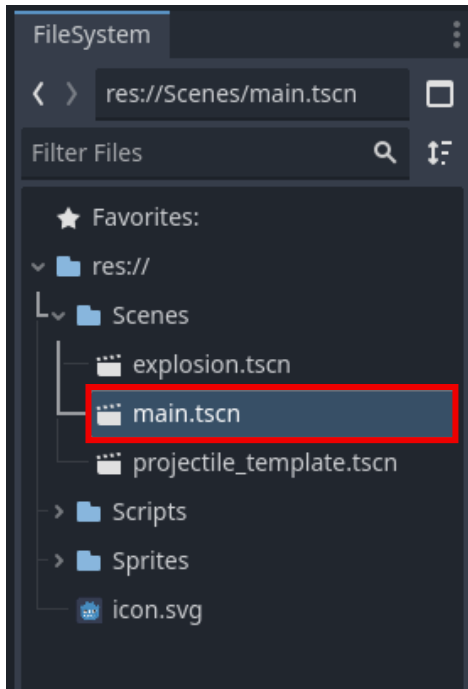 FileSystem
res://Scenes/main.tscn
Filter Files
Favorites:
res://
Scenes
explosion.tscn
main.tscn
projectile_template.tscn
Scripts
Sprites
icon.svg